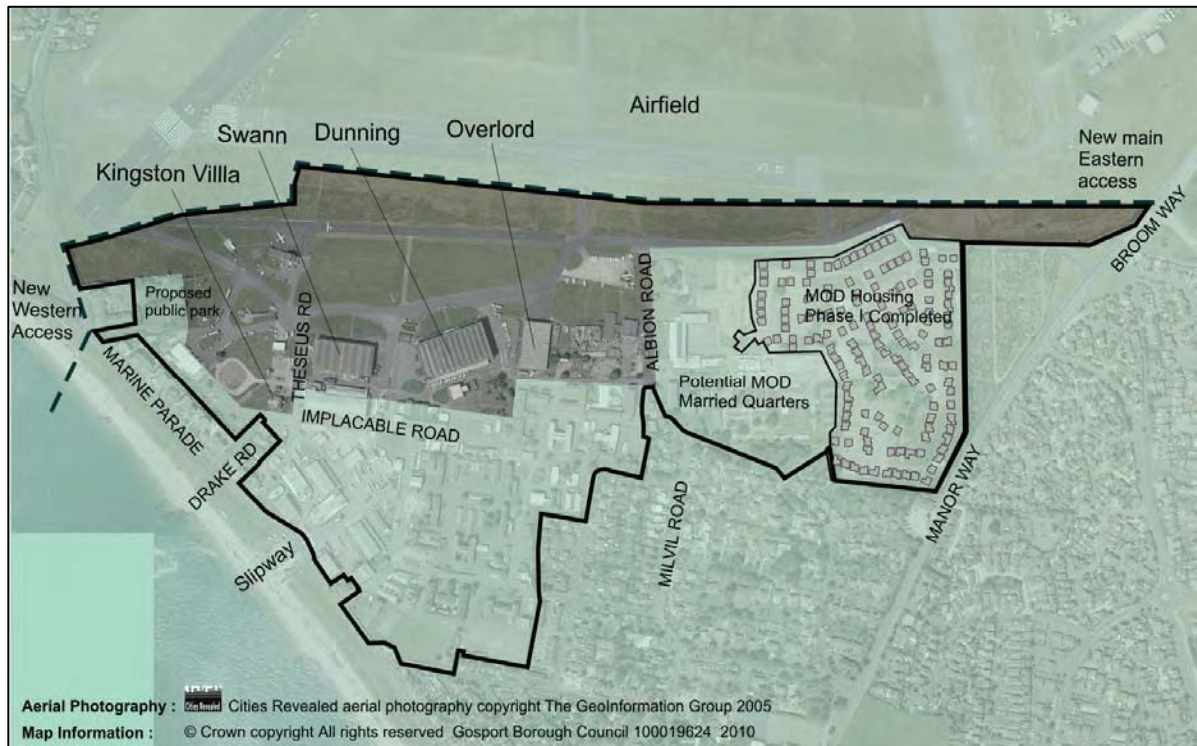 Airfield
Swann
Dunning
Overlord
Kingston Villla
New main
Eastern
access
BROOM WAY
New
Western
Access
Proposed
public park
THESEUS RD
ALBION ROAD
MOD Housing
Phase I Completed
MARINE PARADE
IMPLACABLE ROAD
Potential MOD
Married Quarters
DRAKE RD
MANOR WAY
MILVIL ROAD
Slipway
Aerial Photography : Cities Revealed Cities Revealed aerial photography copyright The GeoInformation Group 2005
Map Information : © Crown copyright All rights reserved Gosport Borough Council 100019624 2010